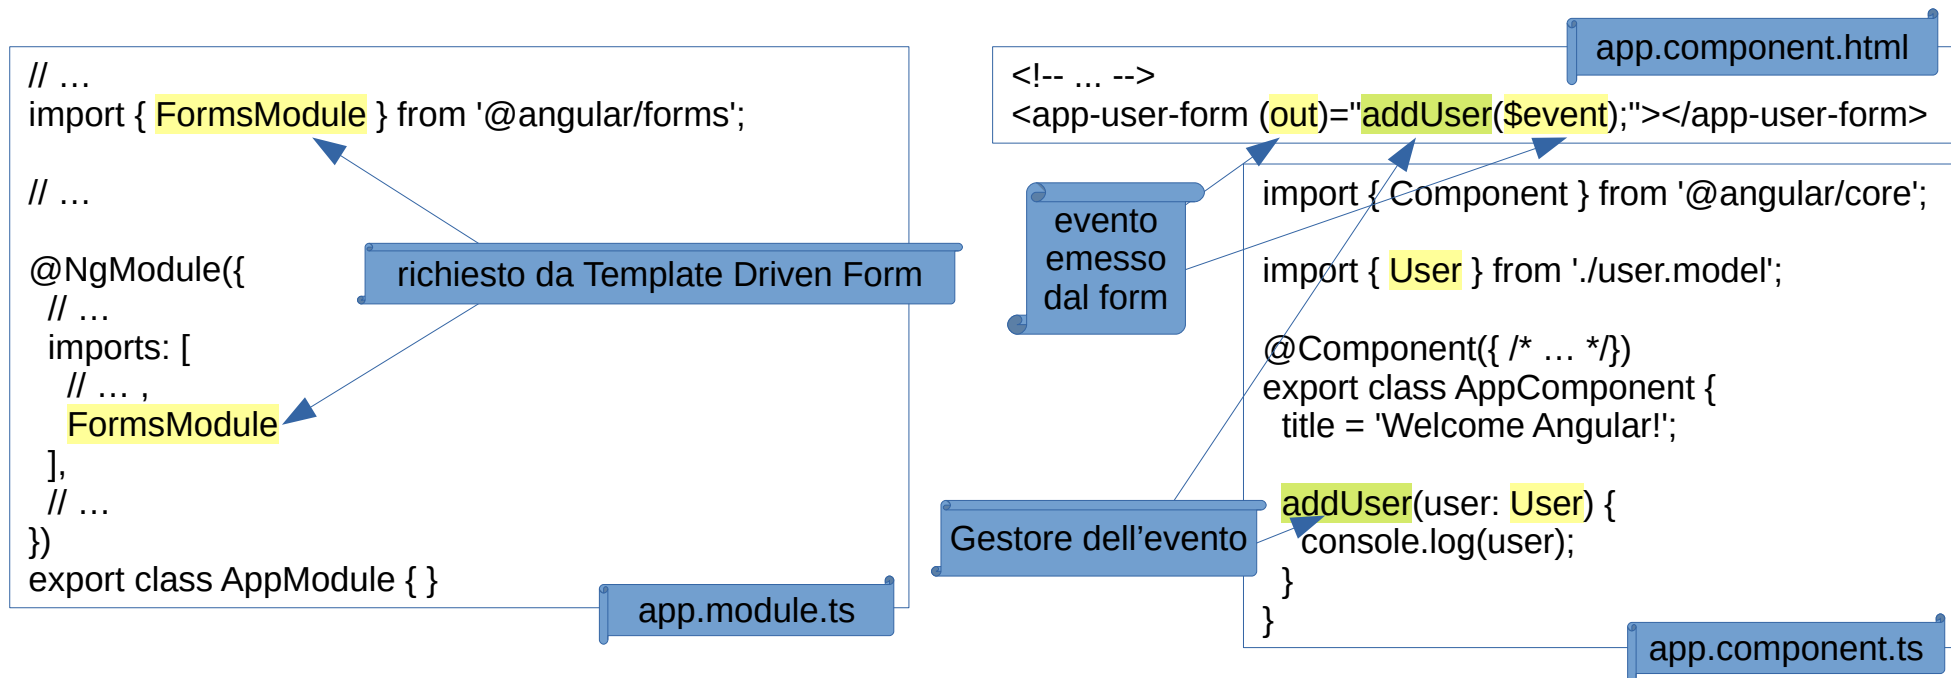 // …
import { FormsModule } from '@angular/forms';
// …
@NgModule({
// …
imports: [
// … ,
FormsModule
],
// …
})
export class AppModule { }
richiesto da Template Driven Form
app.module.ts
app.component.html
<!-- ... -->
<app-user-form (out)="addUser($event);"></app-user-form>
evento
emesso
dal form
import { Component } from '@angular/core';
import { User } from './user.model';
@Component({ /* … */})
export class AppComponent {
title = 'Welcome Angular!';
addUser(user: User) {
console.log(user);
}
}
Gestore dell’evento
app.component.ts